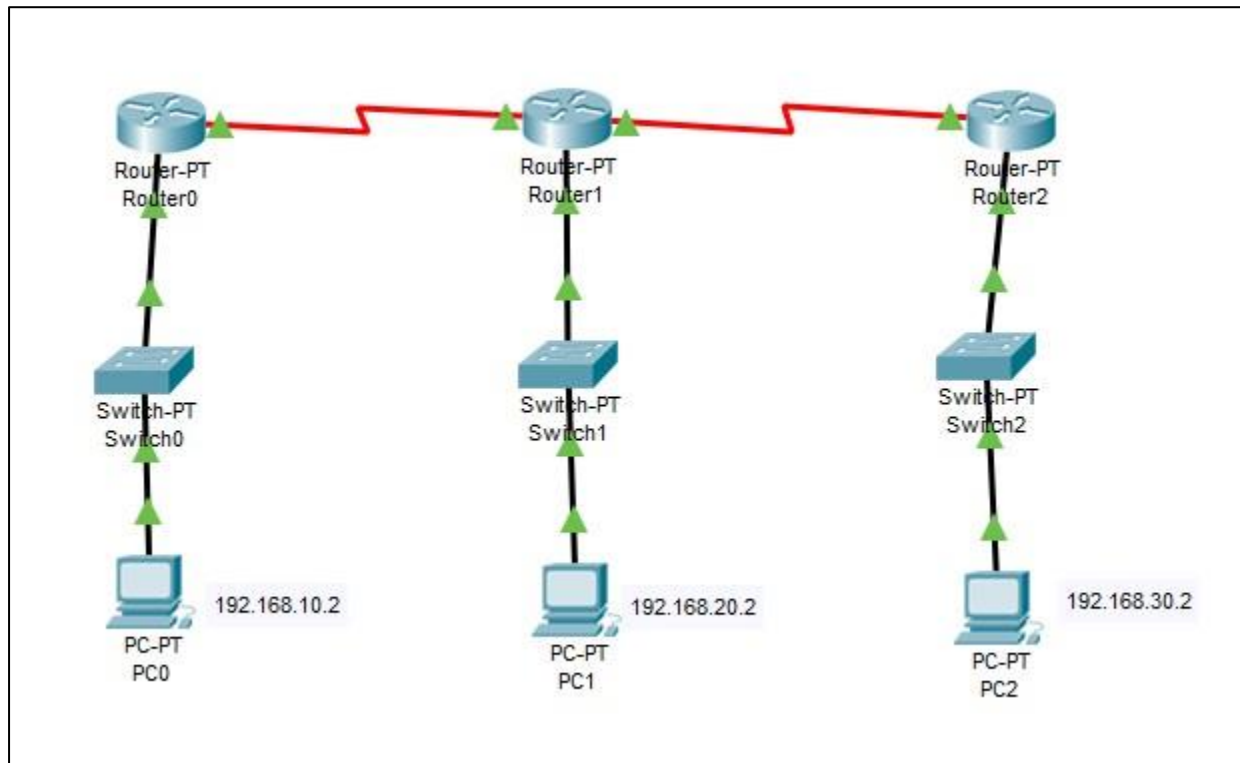 Router-PT
Router0
Router-PT
Router1
Router-PT
Router2
Switch-PT
Switch0
Switch-PT
Switch1
Switch-PT
Switch2
192.168.10.2
PC-PT
PC0
192.168.20.2
PC-PT
PC1
192.168.30.2
PC-PT
PC2